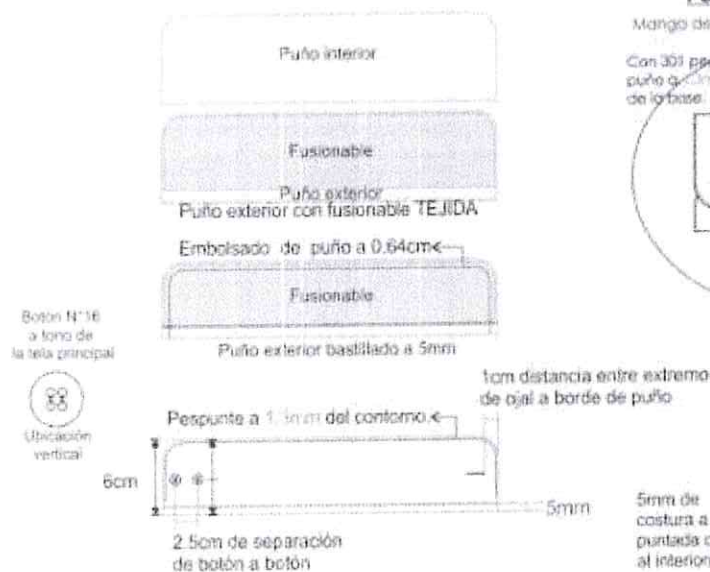 Puño interior
Fusionable
Puño exterior
Puño exterior con fusionable TEJIDA
Embolsado de puño a 0.64cm
Fusionable
Puño exterior bastillado a 5mm
Boton N°16
a tono de
la tela principal
Ubicación
vertical
1cm distancia entre extremo
de ojal a borde de puño
Pespunte a del contorno
6cm
5mm
2.5cm de separación
de botón a botón
Mango de
Con 301
puño
de la base
5mm de
costura a
puntada
al interior